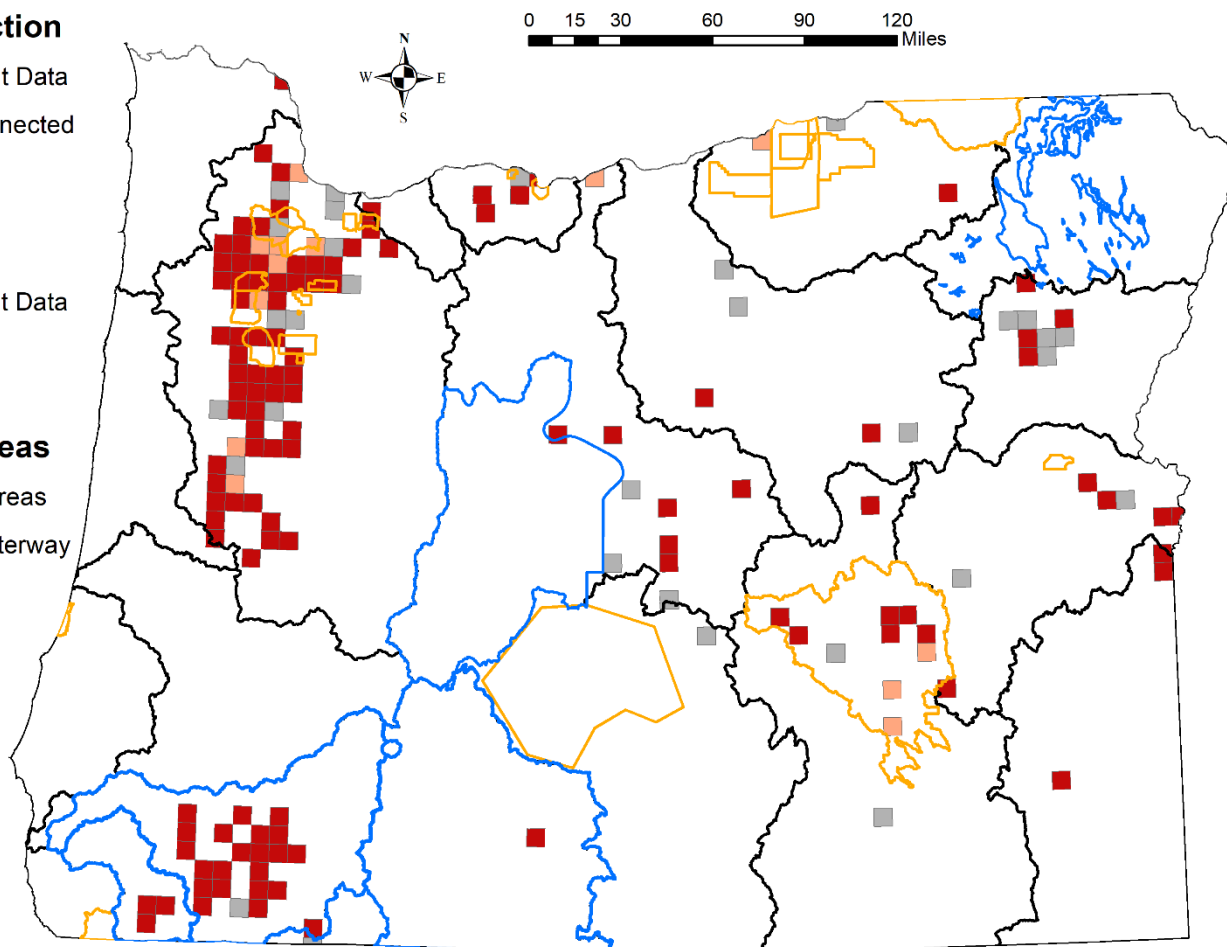 ction
t Data
nected
t Data
eas
reas
terway
0 15 30 60 90 120
Miles
N
W E
S